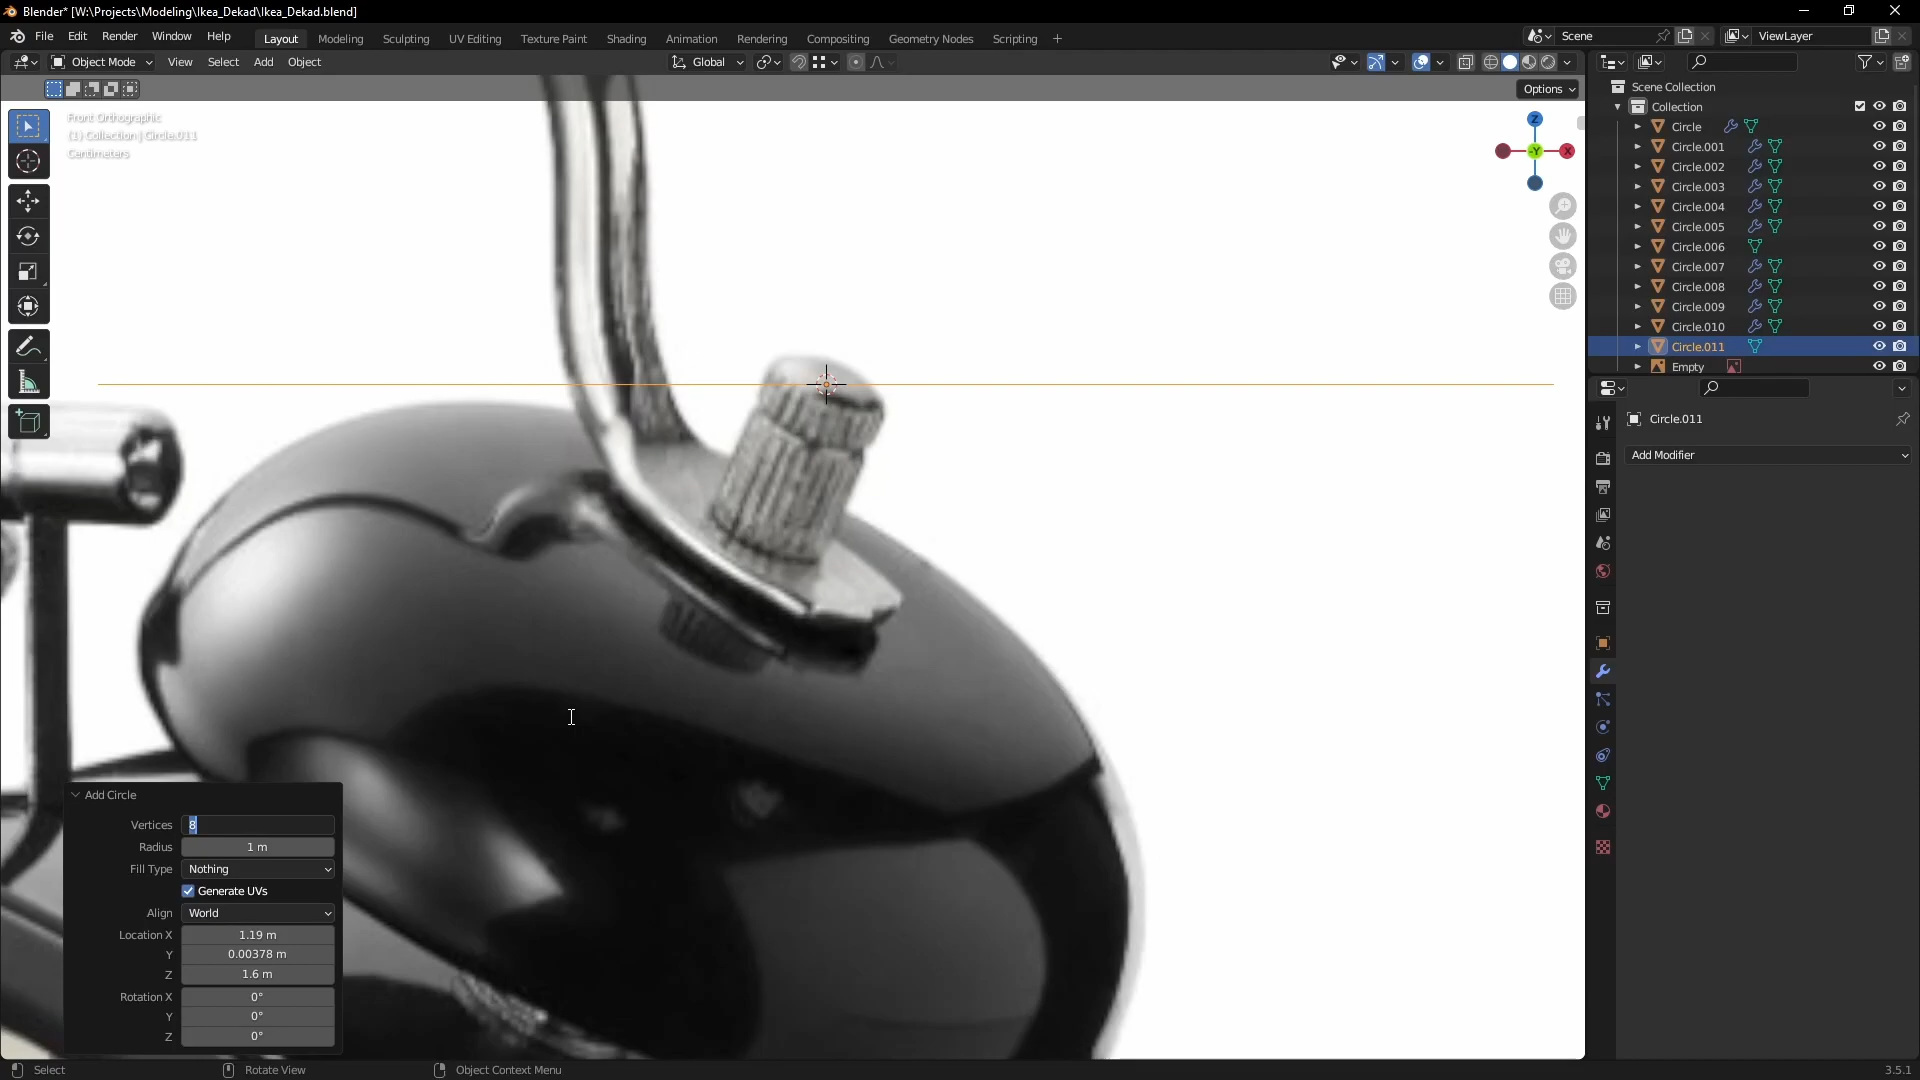 Blender* [W:\Projects\Modeling\Ikea_Dekad\Ikea_Dekad.blend]
File Edit Render Window Help Layout Modeling Sculpting UV Editing Texture Paint Shading Animation Rendering Compositing Geometry Nodes Scripting Scene ViewLayer
Object Mode View Select Add Object Global
Options
Front Orthographic
(1) Collection | Circle.011
Centimeters
Z
-Y
X
Scene Collection
Collection
Circle
Circle.001
Circle.002
Circle.003
Circle.004
Circle.005
Circle.006
Circle.007
Circle.008
Circle.009
Circle.010
Circle.011
Empty
Circle.011
Add Modifier
Add Circle
Vertices 8
Radius 1 m
Fill Type Nothing
Generate UVs
Align World
Location X 1.19 m
Y 0.00378 m
Z 1.6 m
Rotation X 0°
Y 0°
Z 0°
Select Rotate View Object Context Menu 3.5.1